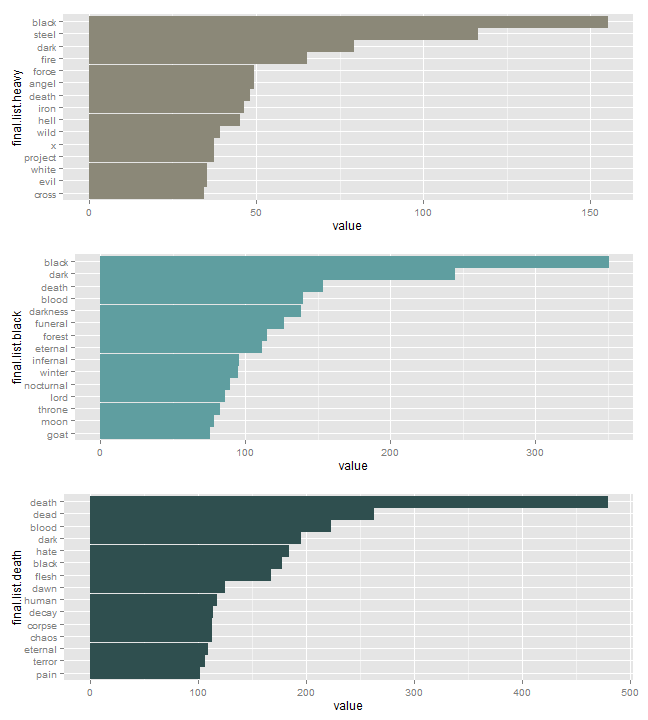 final.list.heavy
black
steel
dark
fire
force
angel
death
iron
hell
wild
x
project
white
evil
cross
0 50 100 150
value
final.list.black
black
dark
death
blood
darkness
funeral
forest
eternal
infernal
winter
nocturnal
lord
throne
moon
goat
0 100 200 300
value
final.list.death
death
dead
blood
dark
hate
black
flesh
dawn
human
decay
corpse
chaos
eternal
terror
pain
0 100 200 300 400 500
value